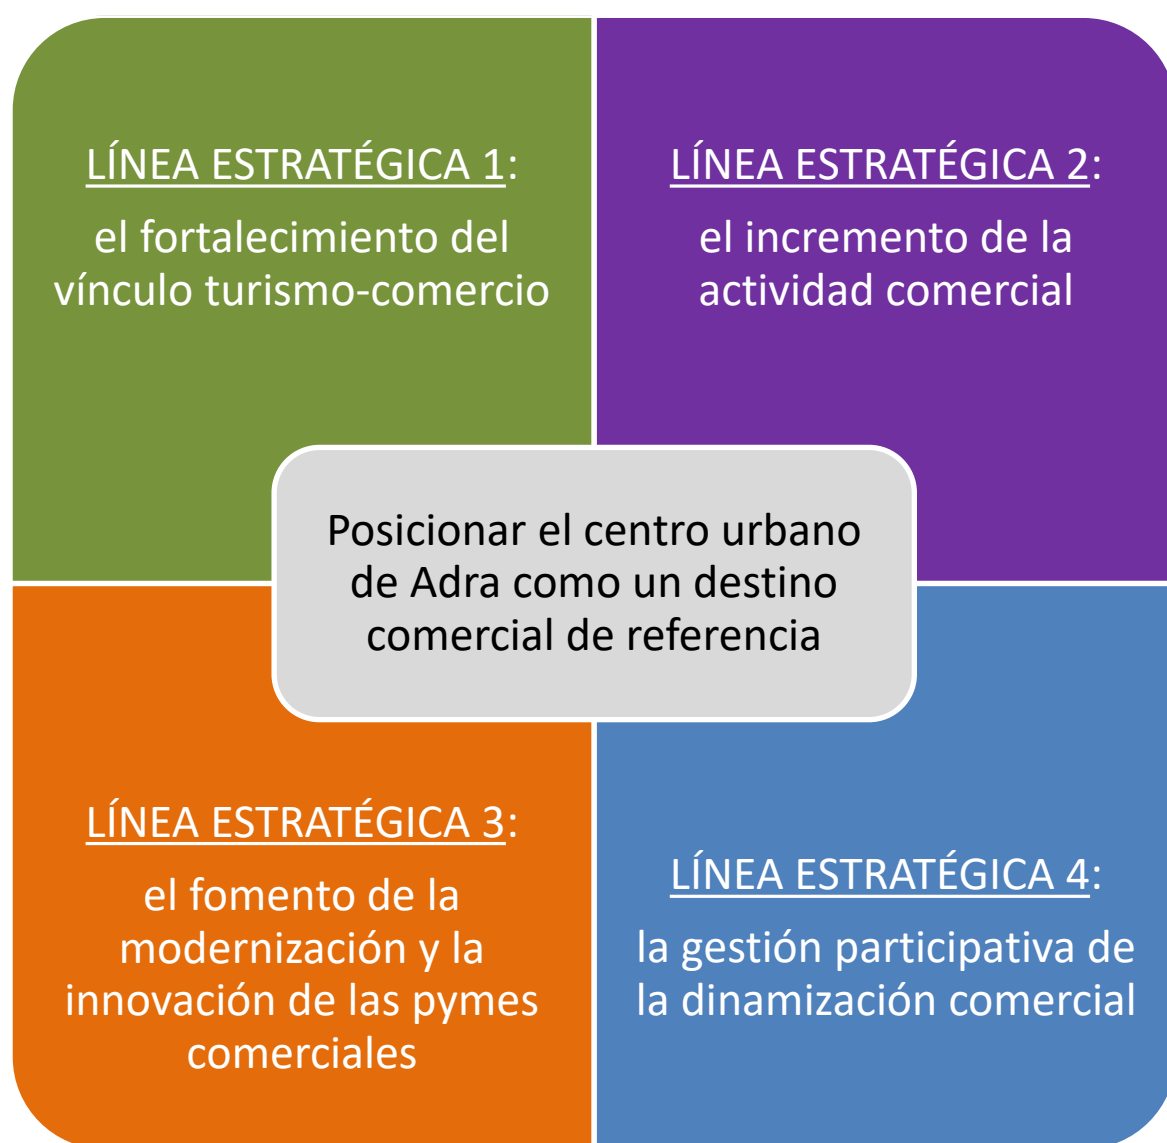 LÍNEA ESTRATÉGICA 1:
el fortalecimiento del
vínculo turismo-comercio
LÍNEA ESTRATÉGICA 2:
el incremento de la
actividad comercial
Posicionar el centro urbano
de Adra como un destino
comercial de referencia
LÍNEA ESTRATÉGICA 3:
el fomento de la
modernización y la
innovación de las pymes
comerciales
LÍNEA ESTRATÉGICA 4:
la gestión participativa de
la dinamización comercial